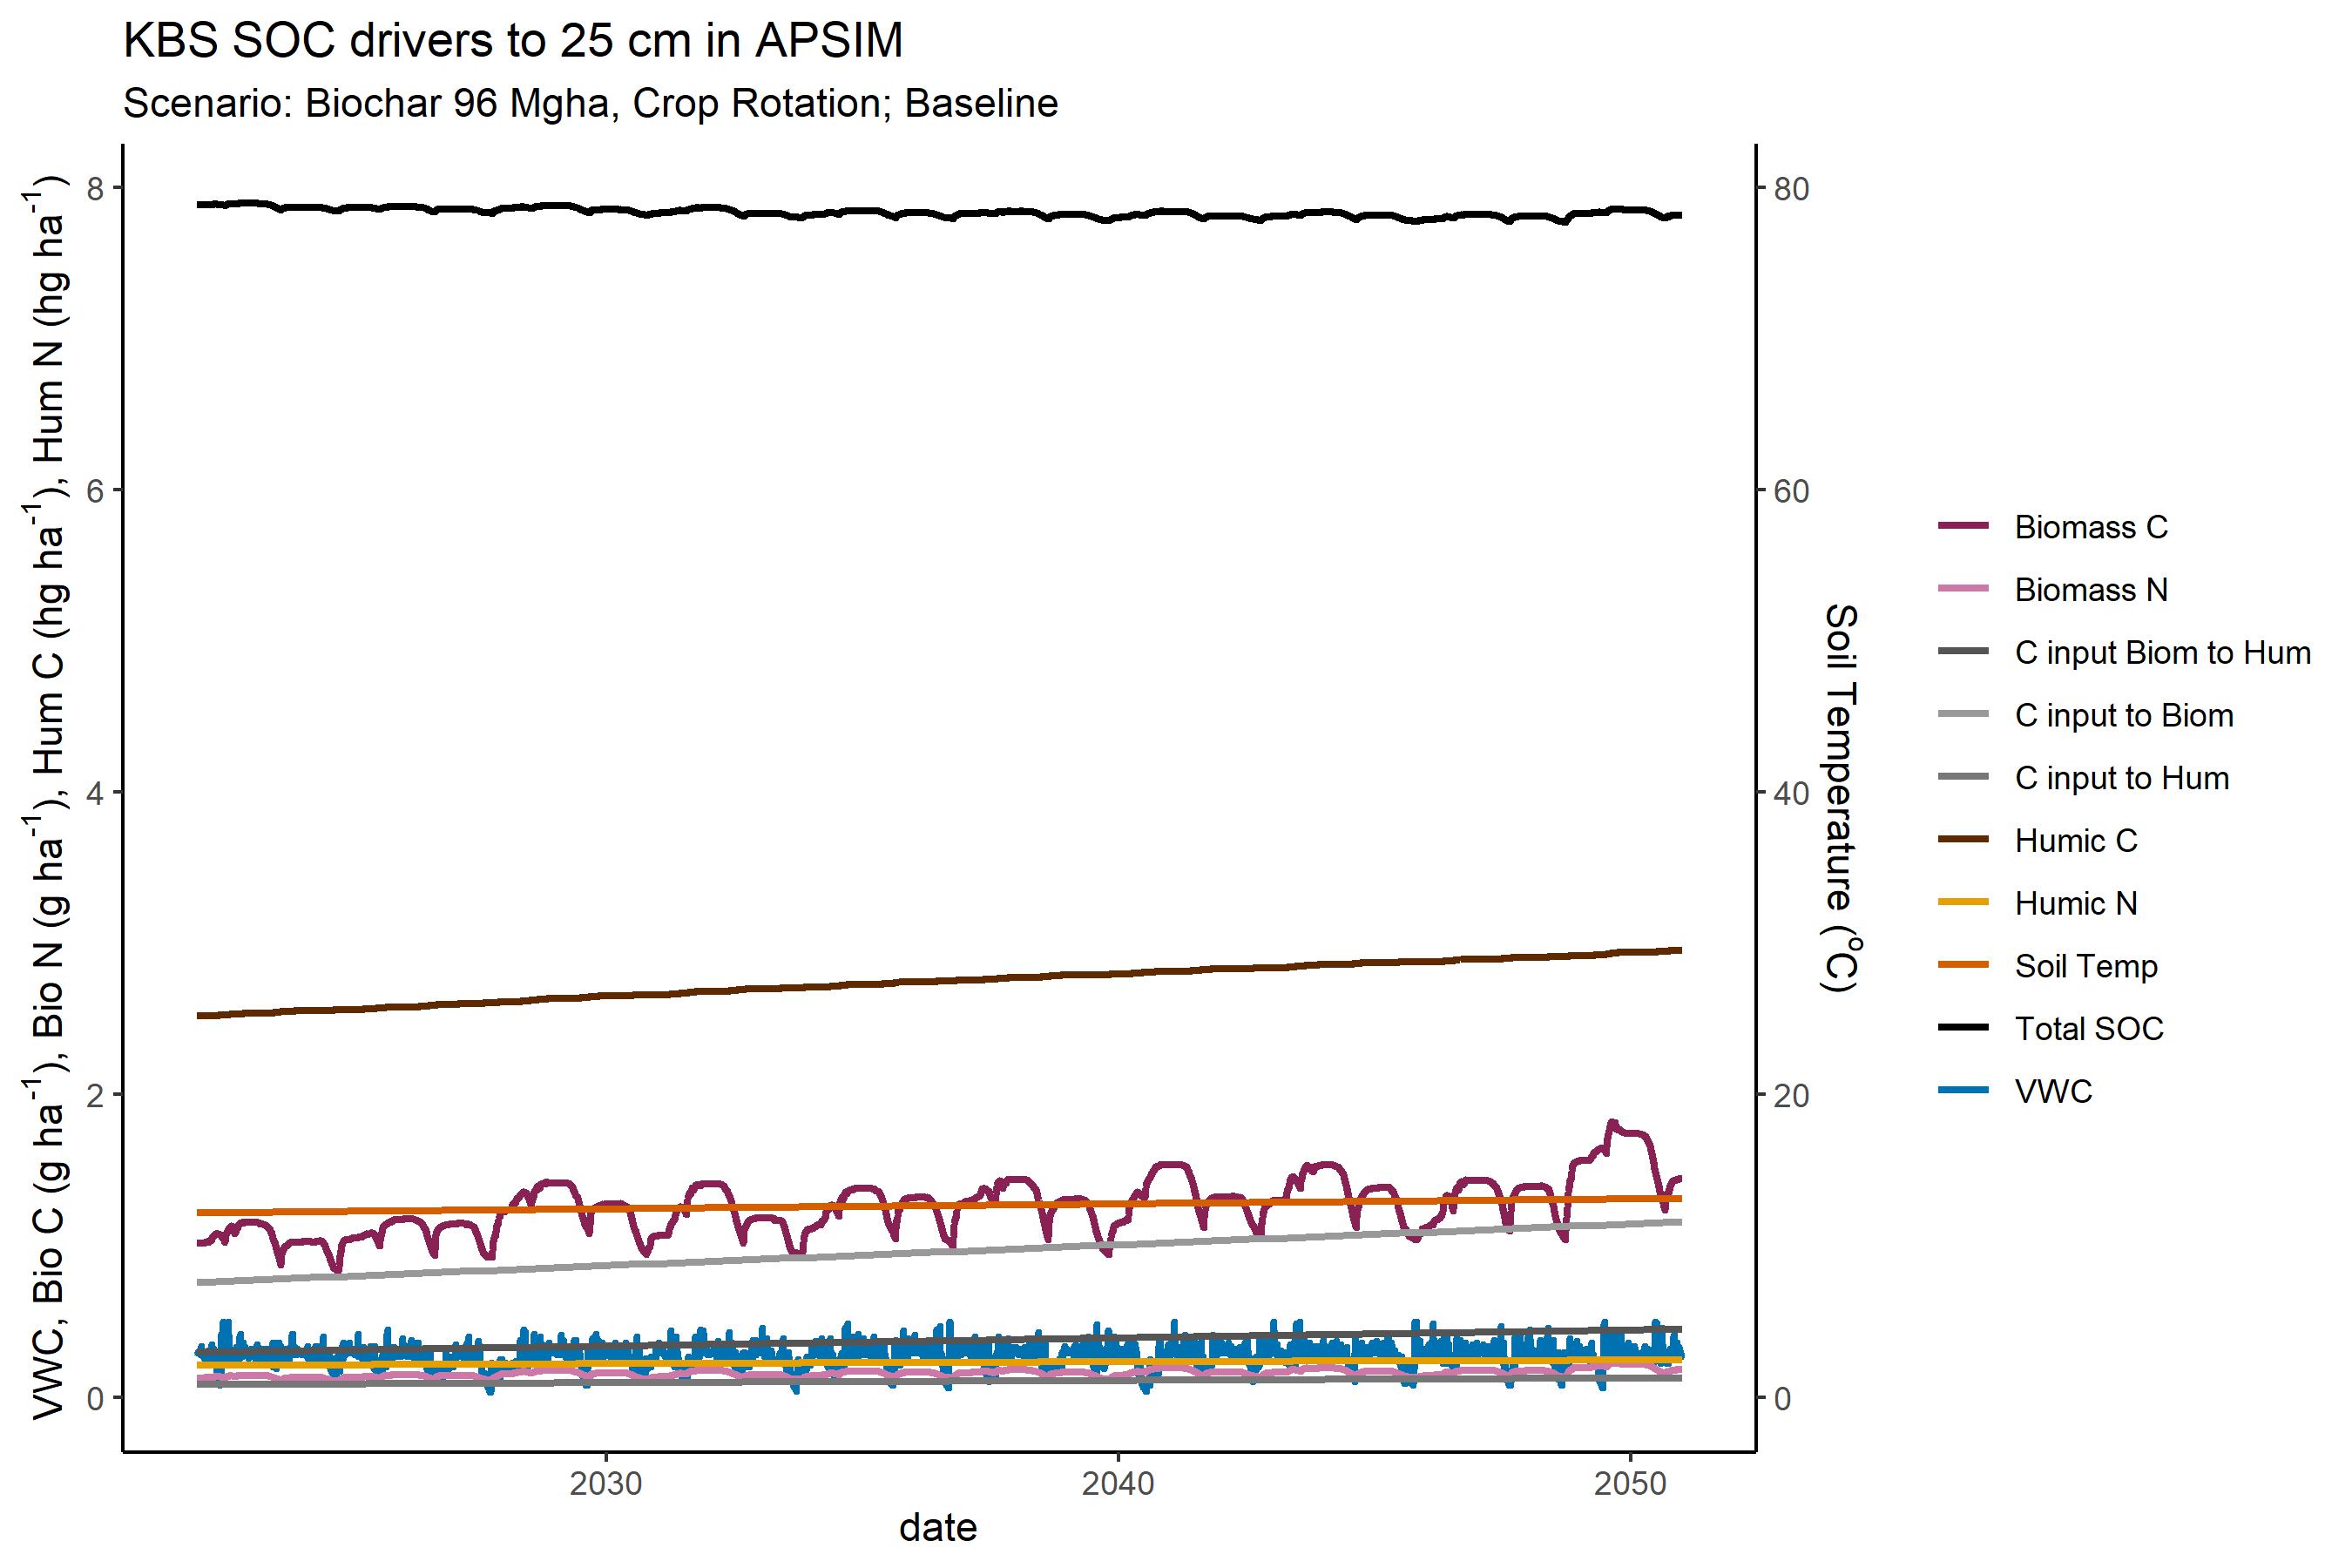 KBS SOC drivers to 25 cm in APSIM
Scenario: Biochar 96 Mgha, Crop Rotation; Baseline
VWC, Bio C (g ha⁻¹), Bio N (g ha⁻¹), Hum C (hg ha⁻¹), Hum N (hg ha⁻¹)
8
6
4
2
0
80
60
40
20
0
Soil Temperature (°C)
2030
2040
2050
date
Biomass C
Biomass N
C input Biom to Hum
C input to Biom
C input to Hum
Humic C
Humic N
Soil Temp
Total SOC
VWC